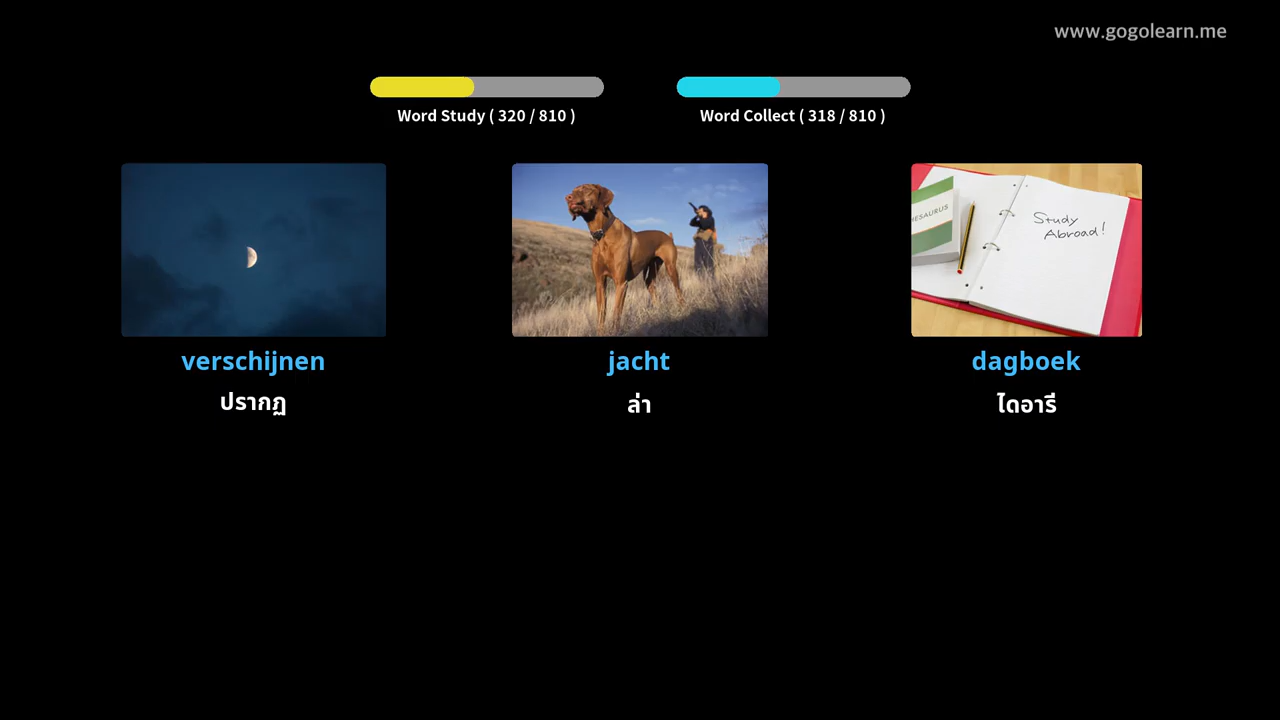 www.gogolearn.me
Word Study ( 320 / 810 )
Word Collect ( 318 / 810 )
HESAURUS
Study
Abroad!
verschijnen
jacht
dagboek
ปรากฏ
ล่า
ไดอารี